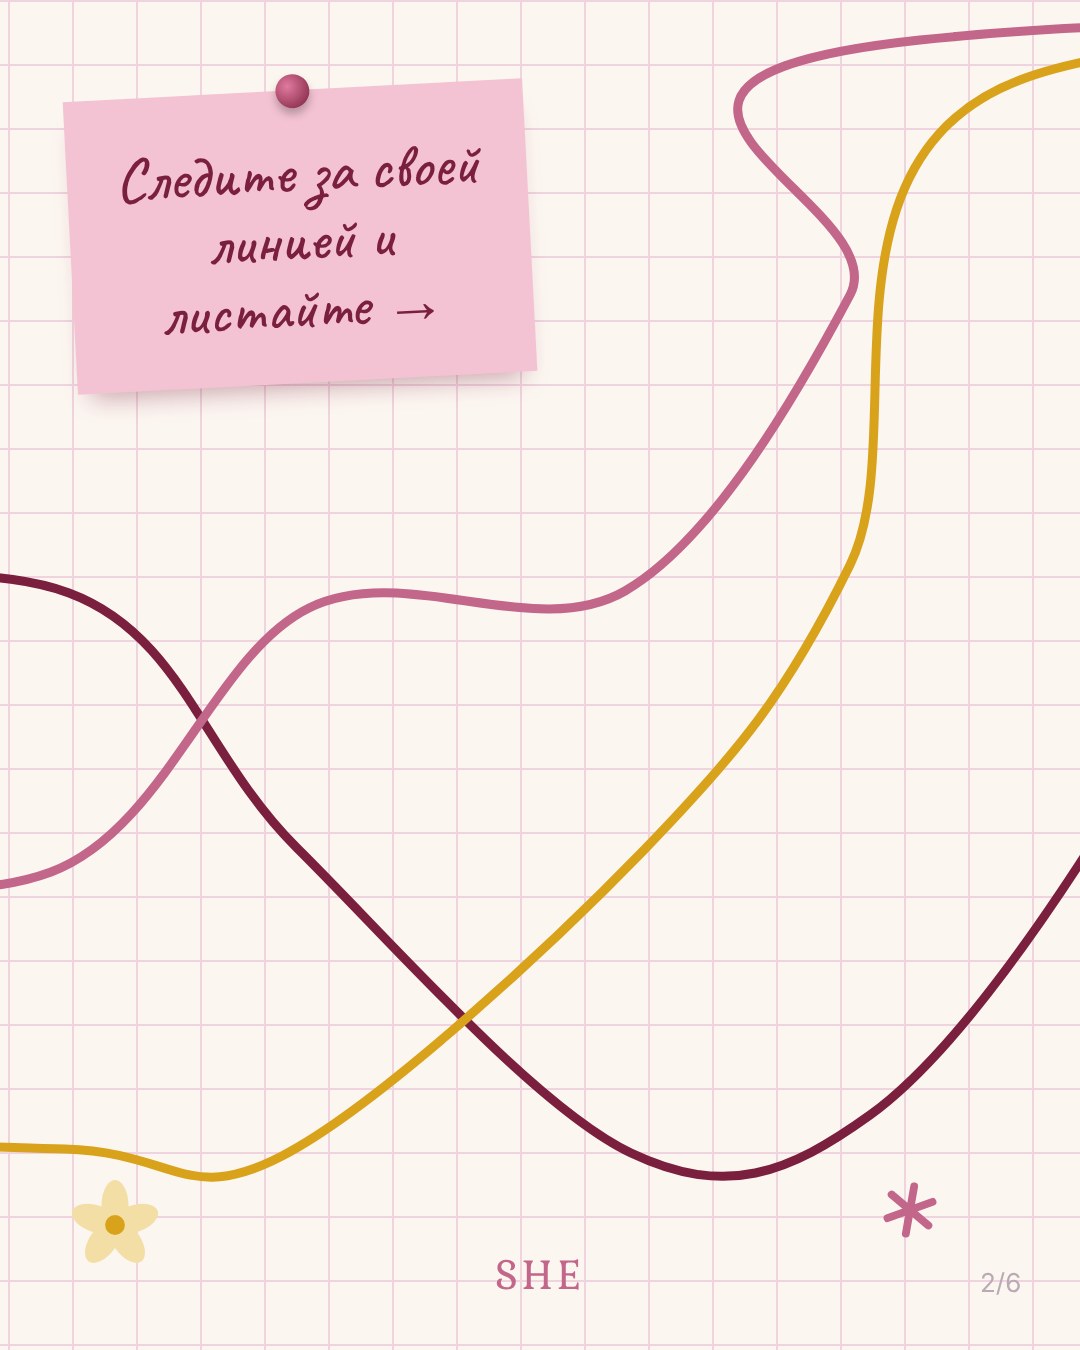 Следите за своей
линией и
листайте →
SHE
2/6